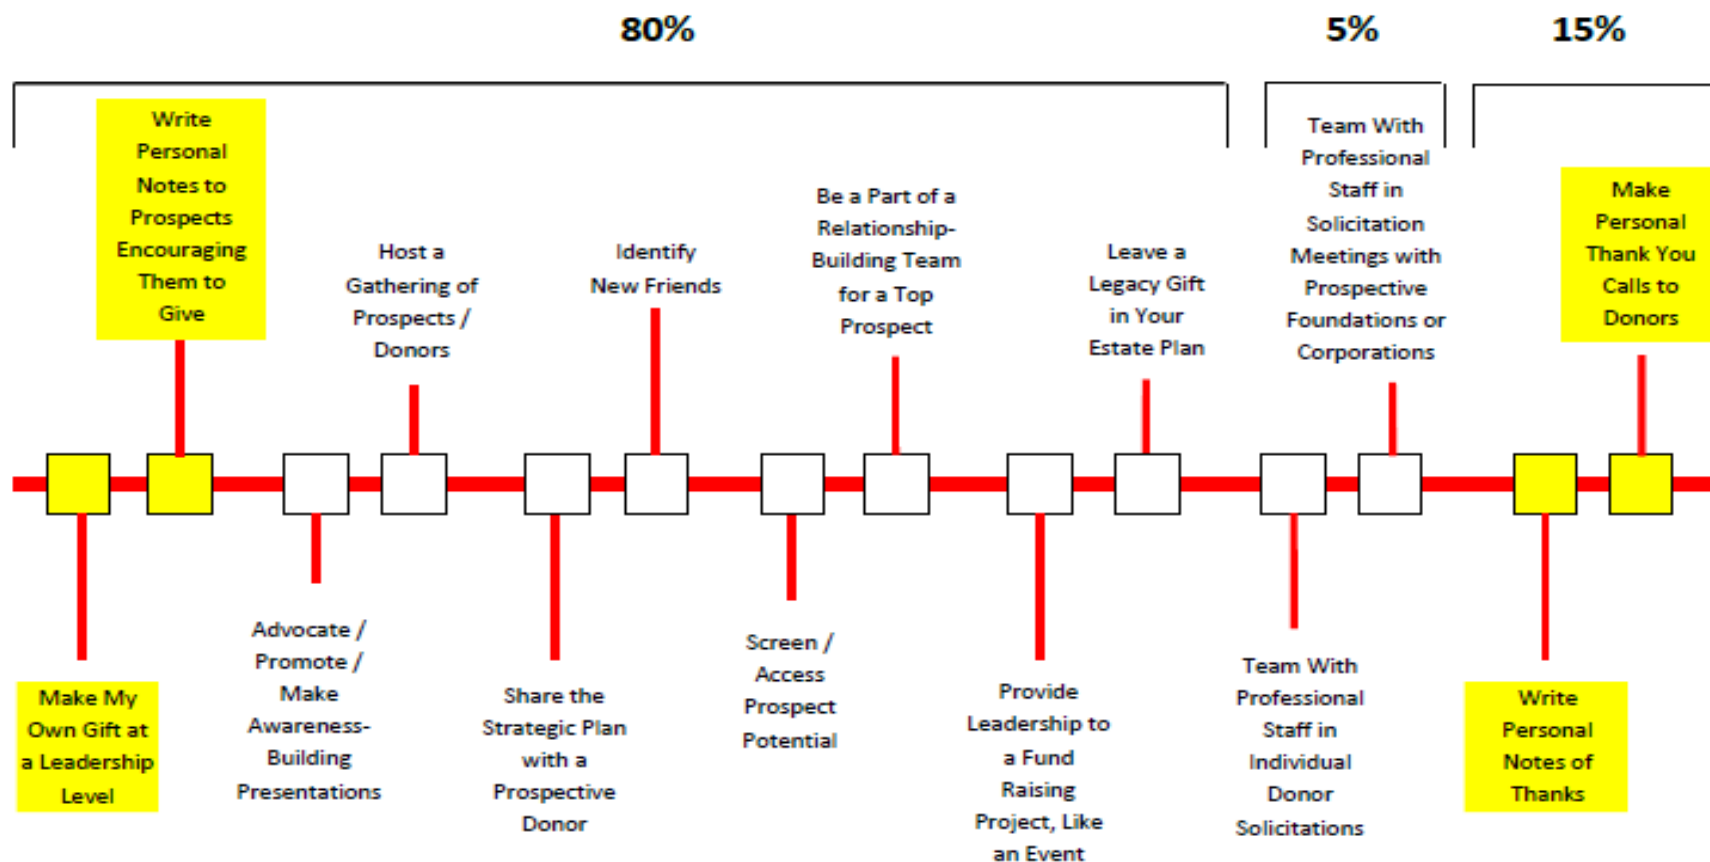 80%
5%
15%
Write
Personal
Notes to
Prospects
Encouraging
Them to
Give
Host a
Gathering of
Prospects /
Donors
Identify
New Friends
Be a Part of a
Relationship-
Building Team
for a Top
Prospect
Leave a
Legacy Gift
in Your
Estate Plan
Team With
Professional
Staff in
Solicitation
Meetings with
Prospective
Foundations or
Corporations
Make
Personal
Thank You
Calls to
Donors
Make My
Own Gift at
a Leadership
Level
Advocate /
Promote /
Make
Awareness-
Building
Presentations
Share the
Strategic Plan
with a
Prospective
Donor
Screen /
Access
Prospect
Potential
Provide
Leadership to
a Fund
Raising
Project, Like
an Event
Team With
Professional
Staff in
Individual
Donor
Solicitations
Write
Personal
Notes of
Thanks